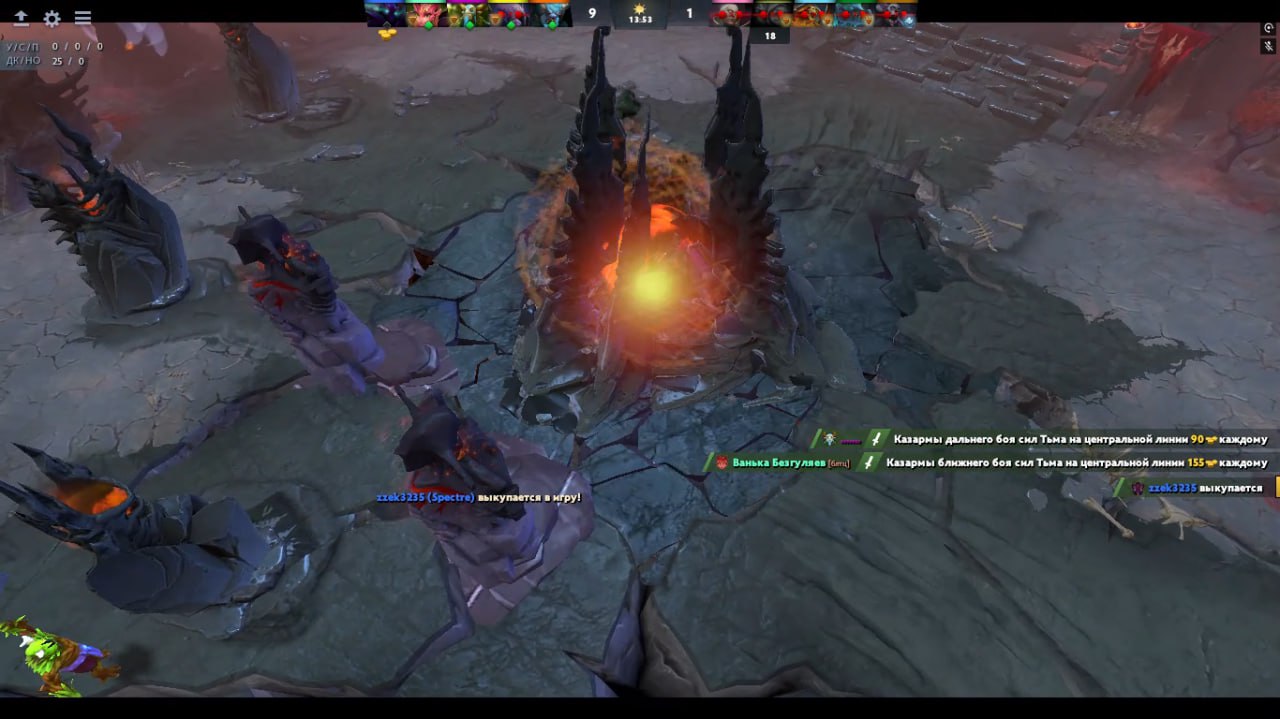 9
13:53
1
18
У/С/П 0 / 0 / 0
ДК/НО 25 / 0
Казармы дальнего боя сил Тьма на центральной линии 90 каждому
Ванька Безгуляев Казармы ближнего боя сил Тьма на центральной линии 155 каждому
zzek3235 выкупается
zzek3235 (Spectre) выкупается в игру!